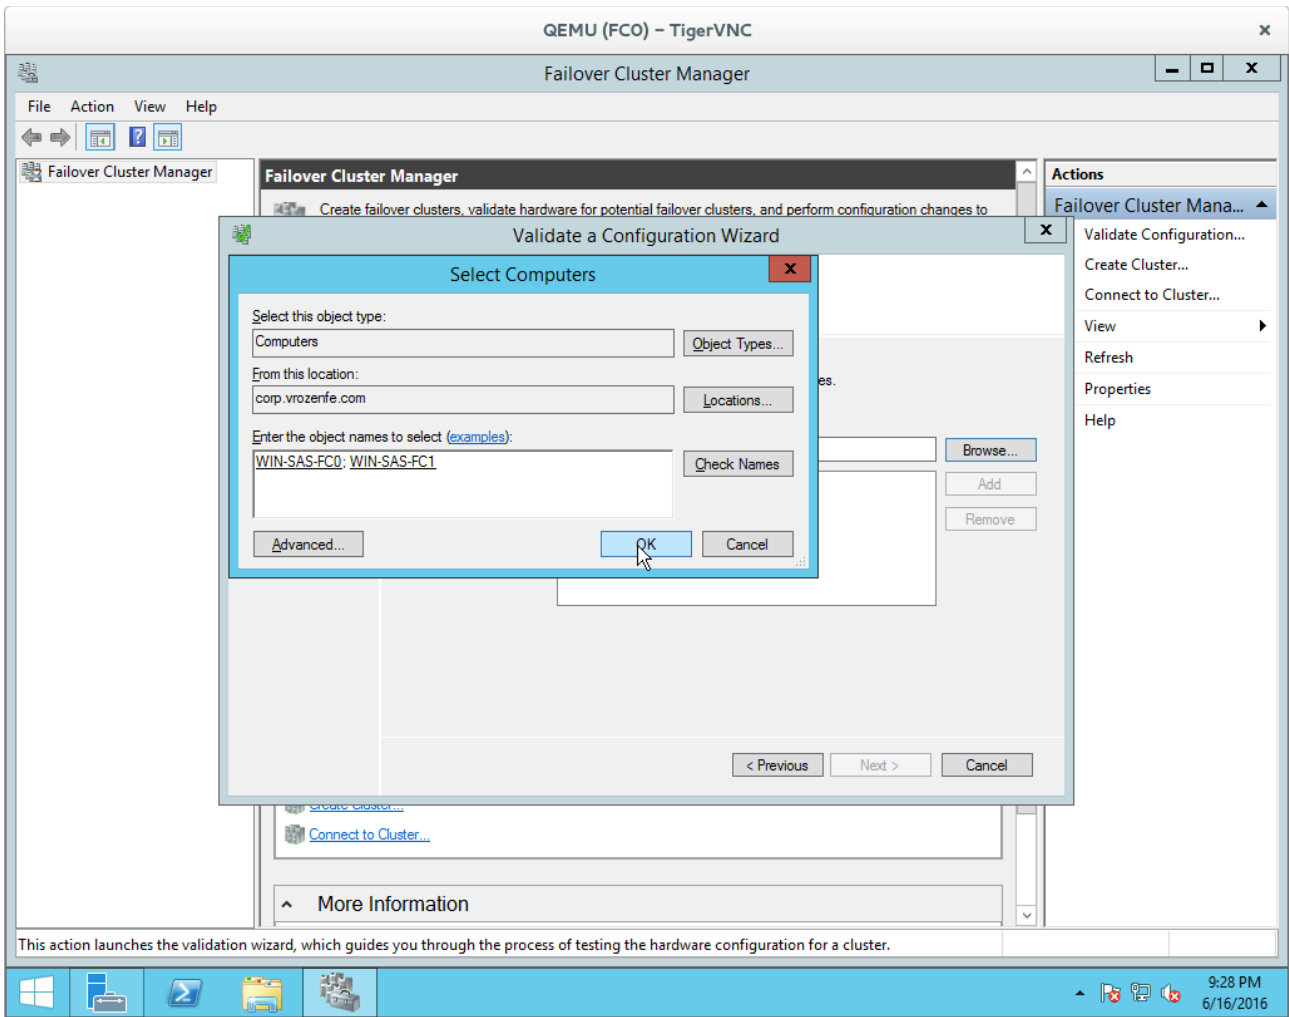 QEMU (FC0) – TigerVNC
Failover Cluster Manager
File Action View Help
Failover Cluster Manager
Failover Cluster Manager
Create failover clusters, validate hardware for potential failover clusters, and perform configuration changes to
Validate a Configuration Wizard
Select Computers
Select this object type:
Computers
Object Types...
From this location:
corp.vrozenfe.com
Locations...
es.
Enter the object names to select (examples):
WIN-SAS-FC0; WIN-SAS-FC1
Check Names
Browse...
Add
Remove
Advanced...
OK
Cancel
< Previous
Next >
Cancel
Create Cluster...
Connect to Cluster...
More Information
Actions
Failover Cluster Mana...
Validate Configuration...
Create Cluster...
Connect to Cluster...
View
Refresh
Properties
Help
This action launches the validation wizard, which guides you through the process of testing the hardware configuration for a cluster.
9:28 PM
6/16/2016